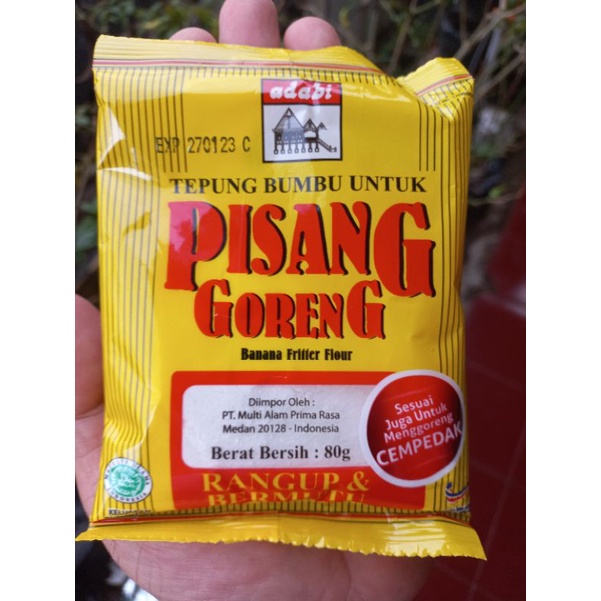 adabi
EXP 270123 C
TEPUNG BUMBU UNTUK
PISANG
GORENG
Banana Fritter Flour
Diimpor Oleh :
PT. Multi Alam Prima Rasa
Medan 20128 - Indonesia
Berat Bersih : 80g
Sesuai
Juga Untuk
Menggoreng
CEMPEDAK
RANGUP &
BERMUTU